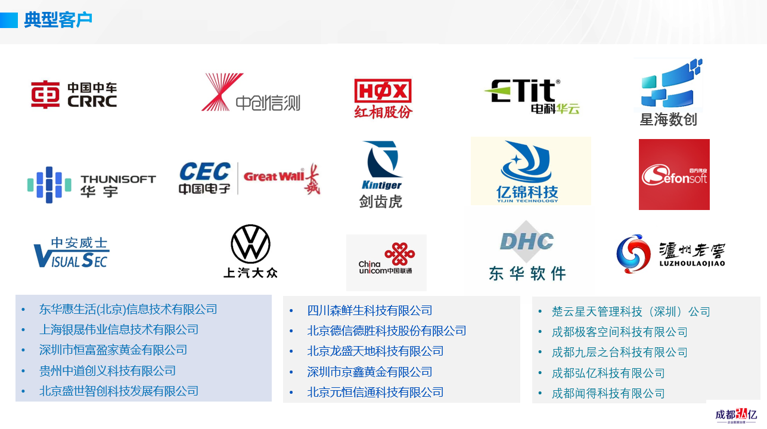 典型客户
中国中车
CRRC
中创信测
HOX
红相股份
ETit®
电科华云
星海数创
THUNISOFT
华宇
CEC
中国电子
Great Wall
长城
Kintiger
剑齿虎
亿锦科技
YIJIN TECHNOLOGY
四方伟业
Sefonsoft
中安威士
VISUAL SEC
上汽大众
China
unicom中国联通
DHC
东华软件
泸州老窖
LUZHOULAOJIAO
• 东华惠生活(北京)信息技术有限公司
• 上海银晟伟业信息技术有限公司
• 深圳市恒富盈家黄金有限公司
• 贵州中道创义科技有限公司
• 北京盛世智创科技发展有限公司
• 四川森鲜生科技有限公司
• 北京德信德胜科技股份有限公司
• 北京龙盛天地科技有限公司
• 深圳市京鑫黄金有限公司
• 北京元恒信通科技有限公司
• 楚云星天管理科技（深圳）公司
• 成都极客空间科技有限公司
• 成都九层之台科技有限公司
• 成都弘亿科技有限公司
• 成都闻得科技有限公司
成都弘亿